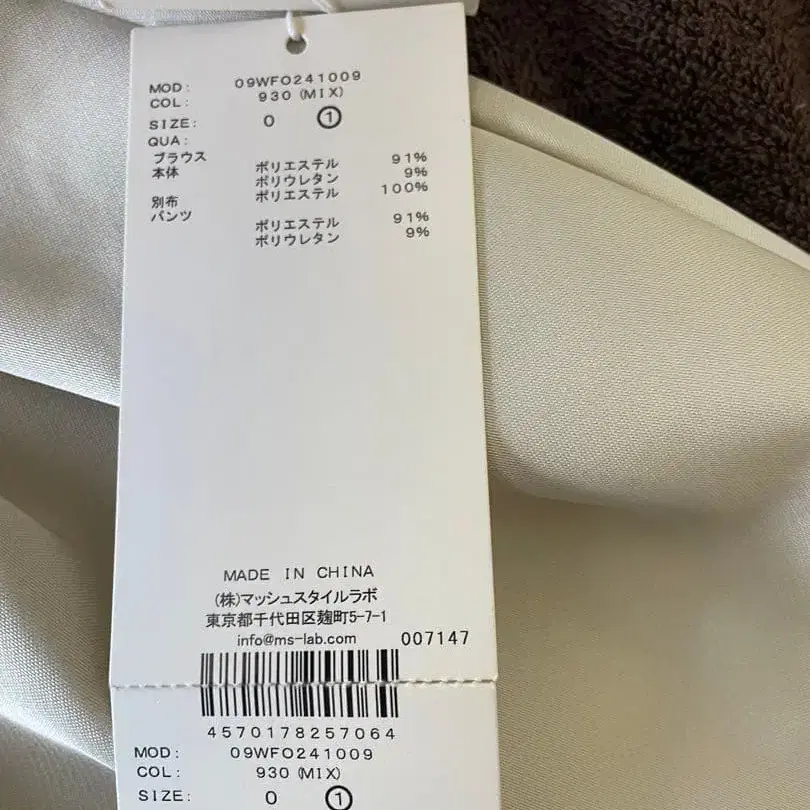 MOD: 09WFO241009
COL: 930 (MIX)
SIZE: 0 ①
QUA:
ブラウス
本体 ポリエステル 91%
ポリウレタン 9%
別布 ポリエステル 100%
パンツ
ポリエステル 91%
ポリウレタン 9%
MADE IN CHINA
(株)マッシュスタイルラボ
東京都千代田区麹町5-7-1
info@ms-lab.com 007147
4570178257064
MOD: 09WFO241009
COL: 930 (MIX)
SIZE: 0 ①